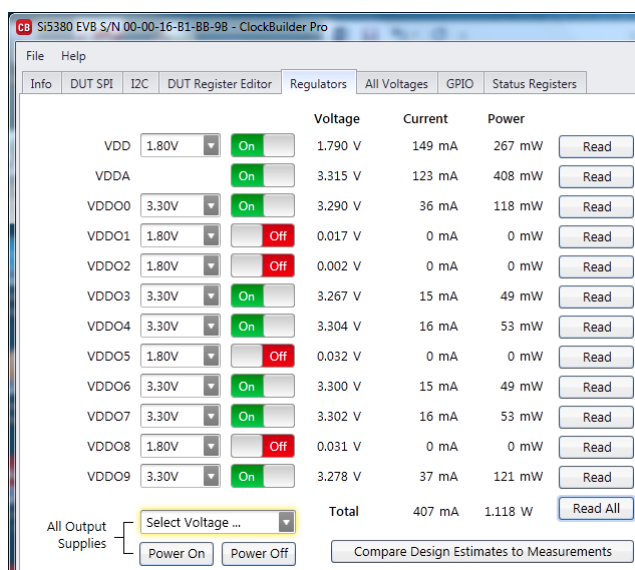 CB Si5380 EVB S/N 00-00-16-B1-BB-9B - ClockBuilder Pro
File Help
Info DUT SPI I2C DUT Register Editor Regulators All Voltages GPIO Status Registers
Voltage Current Power
VDD 1.80V On 1.790 V 149 mA 267 mW Read
VDDA On 3.315 V 123 mA 408 mW Read
VDDO0 3.30V On 3.290 V 36 mA 118 mW Read
VDDO1 1.80V Off 0.017 V 0 mA 0 mW Read
VDDO2 1.80V Off 0.002 V 0 mA 0 mW Read
VDDO3 3.30V On 3.267 V 15 mA 49 mW Read
VDDO4 3.30V On 3.304 V 16 mA 53 mW Read
VDDO5 1.80V Off 0.032 V 0 mA 0 mW Read
VDDO6 3.30V On 3.300 V 15 mA 49 mW Read
VDDO7 3.30V On 3.302 V 16 mA 53 mW Read
VDDO8 1.80V Off 0.031 V 0 mA 0 mW Read
VDDO9 3.30V On 3.278 V 37 mA 121 mW Read
Total 407 mA 1.118 W Read All
All Output Supplies
Select Voltage ...
Power On Power Off
Compare Design Estimates to Measurements